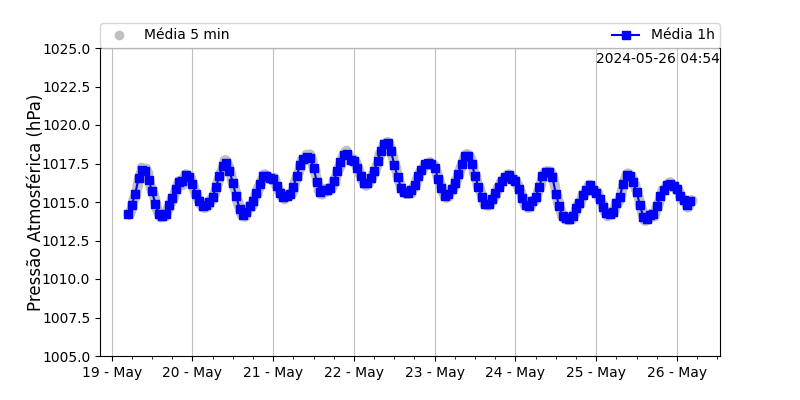 Média 5 min
Média 1h
2024-05-26 04:54
Pressão Atmosférica (hPa)
1025.0
1022.5
1020.0
1017.5
1015.0
1012.5
1010.0
1007.5
1005.0
19 - May
20 - May
21 - May
22 - May
23 - May
24 - May
25 - May
26 - May